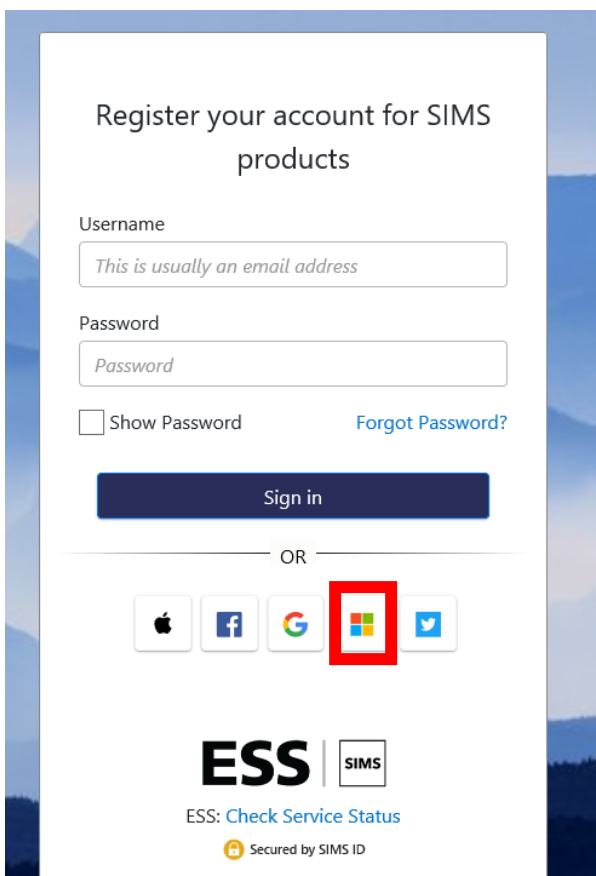 Register your account for SIMS
products
Username
This is usually an email address
Password
Password
Show Password
Forgot Password?
Sign in
OR
ESS SIMS
ESS: Check Service Status
Secured by SIMS ID